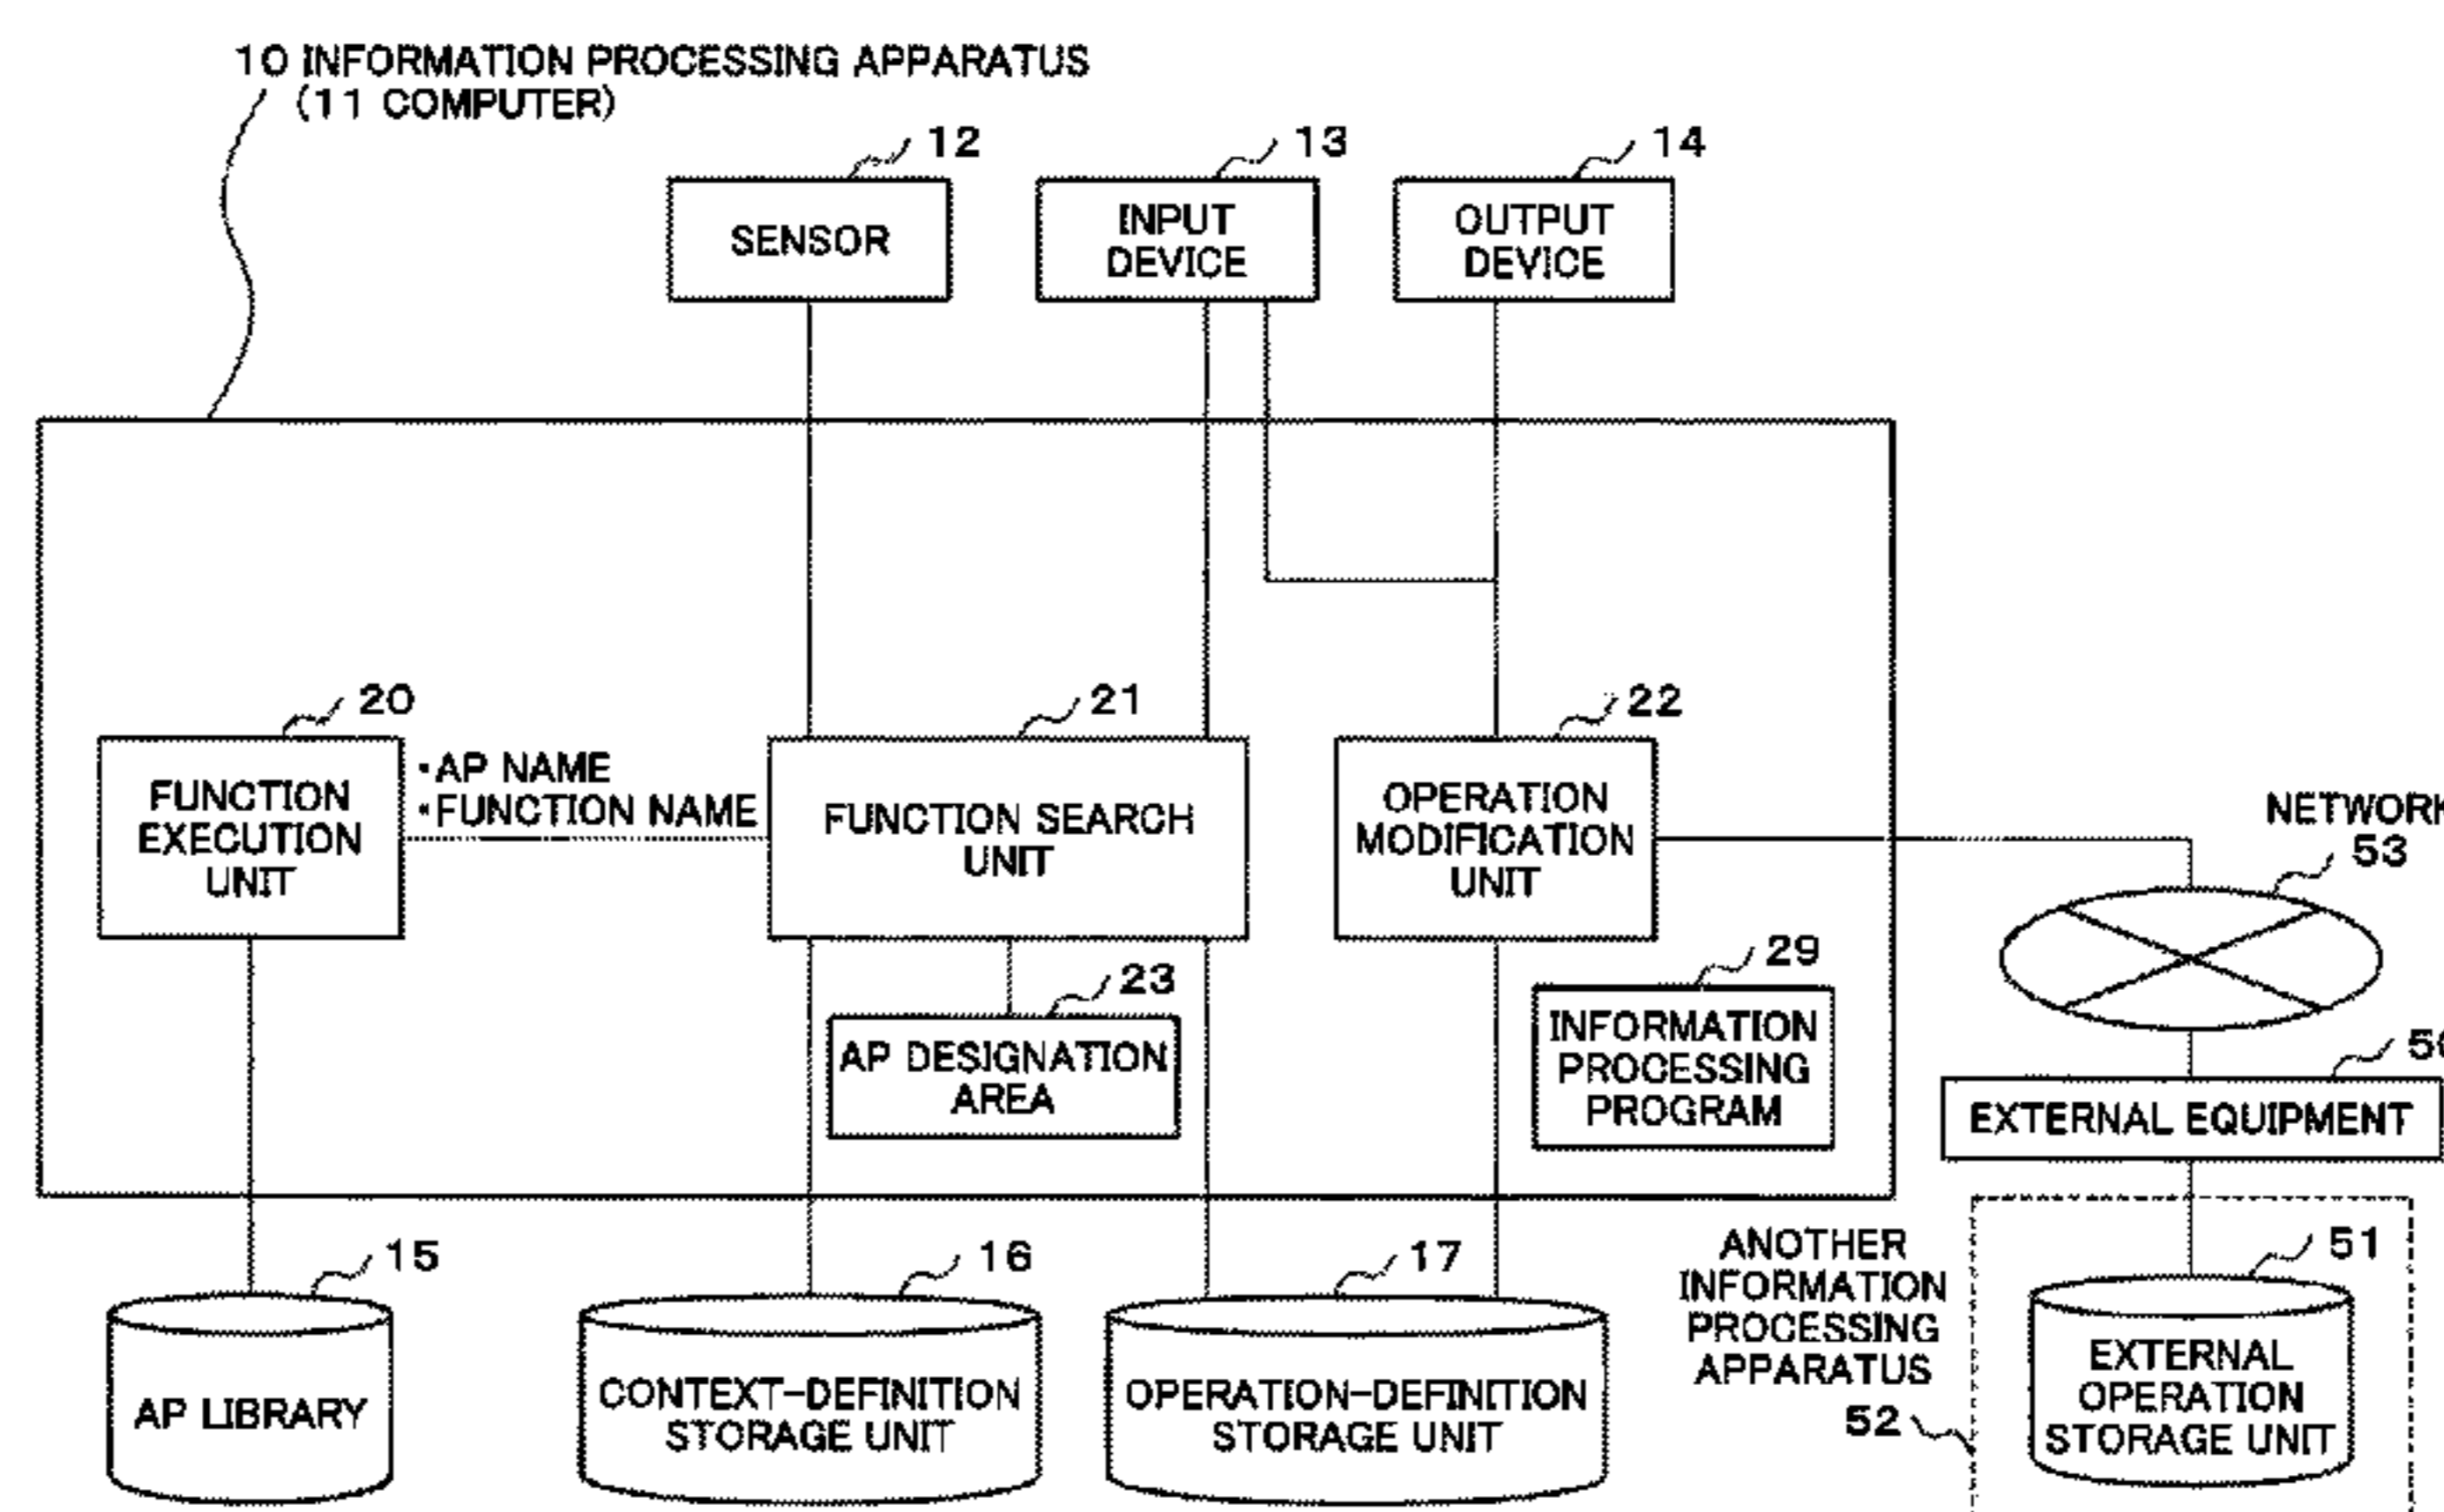 10 INFORMATION PROCESSING APPARATUS
(11 COMPUTER)
12
13
14
SENSOR
INPUT
DEVICE
OUTPUT
DEVICE
20
21
22
FUNCTION
EXECUTION
UNIT
・AP NAME
・FUNCTION NAME
FUNCTION SEARCH
UNIT
OPERATION
MODIFICATION
UNIT
NETWORK
53
23
AP DESIGNATION
AREA
29
INFORMATION
PROCESSING
PROGRAM
EXTERNAL EQUIPMENT
15
16
17
ANOTHER
INFORMATION
PROCESSING
APPARATUS
52
51
AP LIBRARY
CONTEXT-DEFINITION
STORAGE UNIT
OPERATION-DEFINITION
STORAGE UNIT
EXTERNAL
OPERATION
STORAGE UNIT